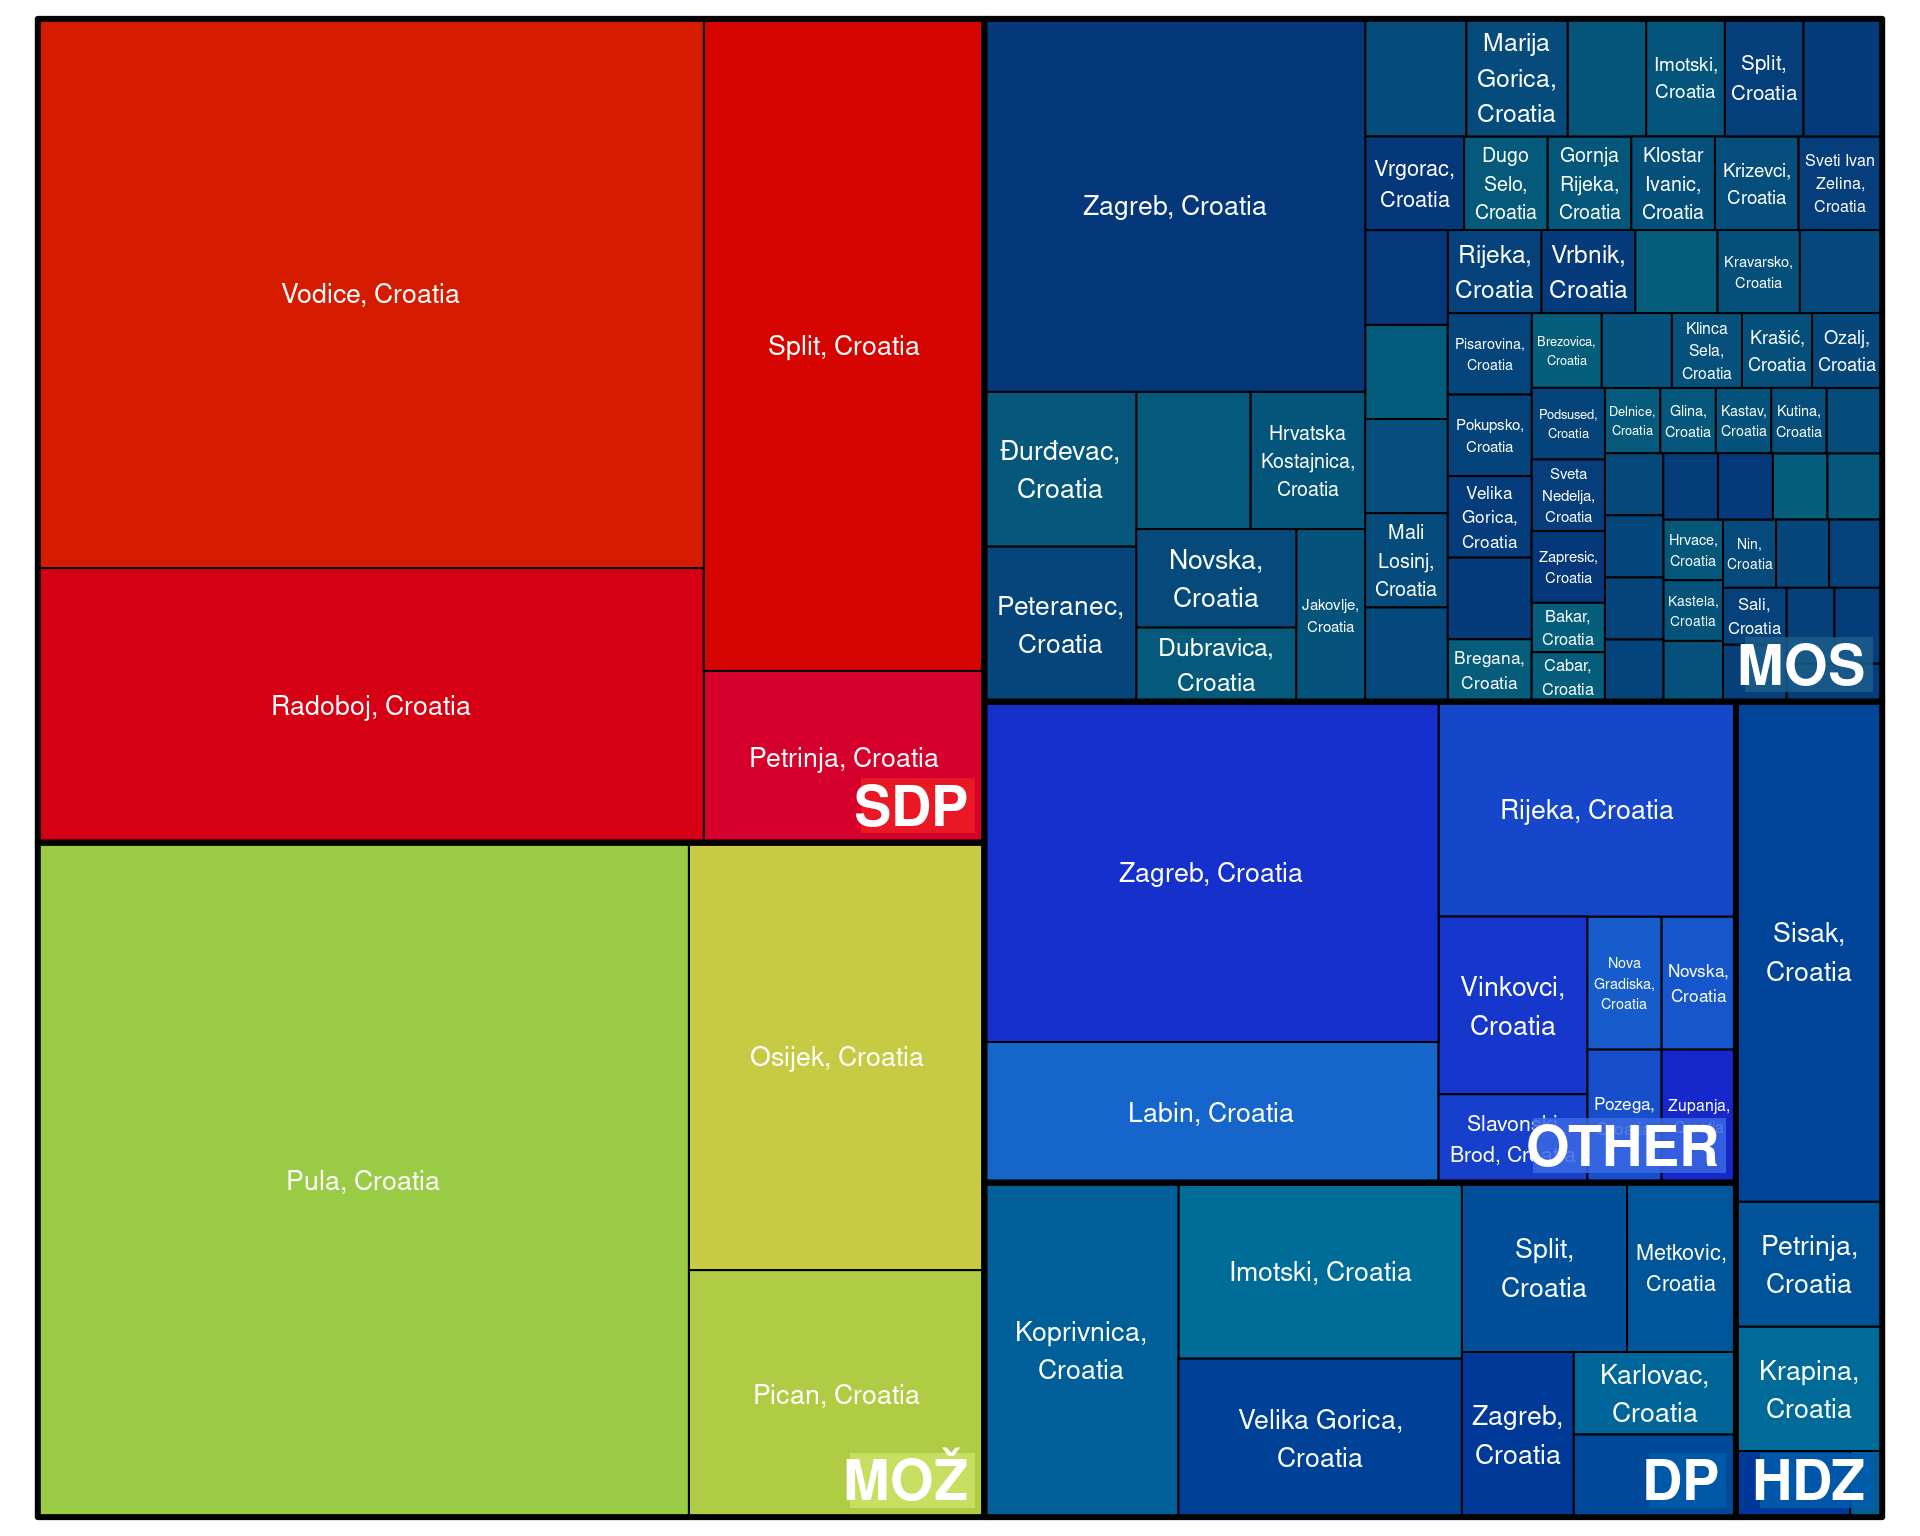 Vodice, Croatia
Split, Croatia
Radoboj, Croatia
Petrinja, Croatia
SDP
Pula, Croatia
Osijek, Croatia
Pican, Croatia
MOŽ
Zagreb, Croatia
Đurđevac,
Croatia
Hrvatska
Kostajnica,
Croatia
Peteranec,
Croatia
Novska,
Croatia
Dubravica,
Croatia
Jakovlje,
Croatia
Marija
Gorica,
Croatia
Imotski,
Croatia
Split,
Croatia
Vrgorac,
Croatia
Dugo
Selo,
Croatia
Gornja
Rijeka,
Croatia
Klostar
Ivanic,
Croatia
Krizevci,
Croatia
Sveti Ivan
Zelina,
Croatia
Rijeka,
Croatia
Vrbnik,
Croatia
Kravarsko,
Croatia
Pisarovina,
Croatia
Brezovica,
Croatia
Klinca
Sela,
Croatia
Krašić,
Croatia
Ozalj,
Croatia
Pokupsko,
Croatia
Podsused,
Croatia
Delnice,
Croatia
Glina,
Croatia
Kastav,
Croatia
Kutina,
Croatia
Mali
Losinj,
Croatia
Velika
Gorica,
Croatia
Sveta
Nedelja,
Croatia
Zapresic,
Croatia
Hrvace,
Croatia
Nin,
Croatia
Bregana,
Croatia
Bakar,
Croatia
Cabar,
Croatia
Kastela,
Croatia
Sali,
Croatia
MOS
Zagreb, Croatia
Rijeka, Croatia
Labin, Croatia
Vinkovci,
Croatia
Nova
Gradiska,
Croatia
Novska,
Croatia
Slavonski
Brod, Croatia
Pozega,
Zupanja,
OTHER
Koprivnica,
Croatia
Imotski, Croatia
Velika Gorica,
Croatia
Split,
Croatia
Metkovic,
Croatia
Zagreb,
Croatia
Karlovac,
Croatia
DP
Sisak,
Croatia
Petrinja,
Croatia
Krapina,
Croatia
HDZ